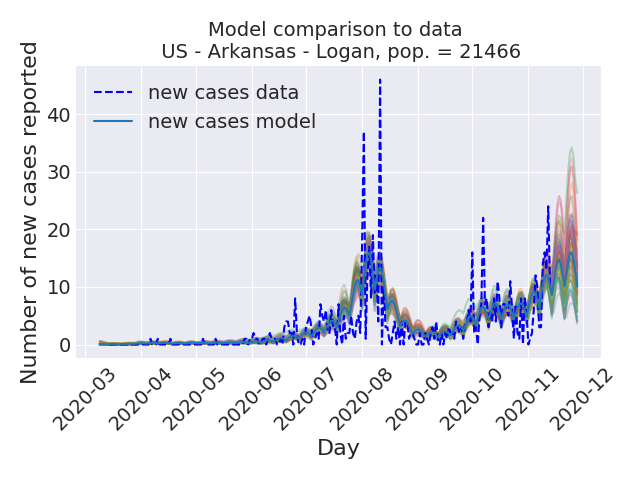 Model comparison to data
US - Arkansas - Logan, pop. = 21466
Number of new cases reported
40
30
20
10
0
new cases data
new cases model
2020-03
2020-04
2020-05
2020-06
2020-07
2020-08
2020-09
2020-10
2020-11
2020-12
Day